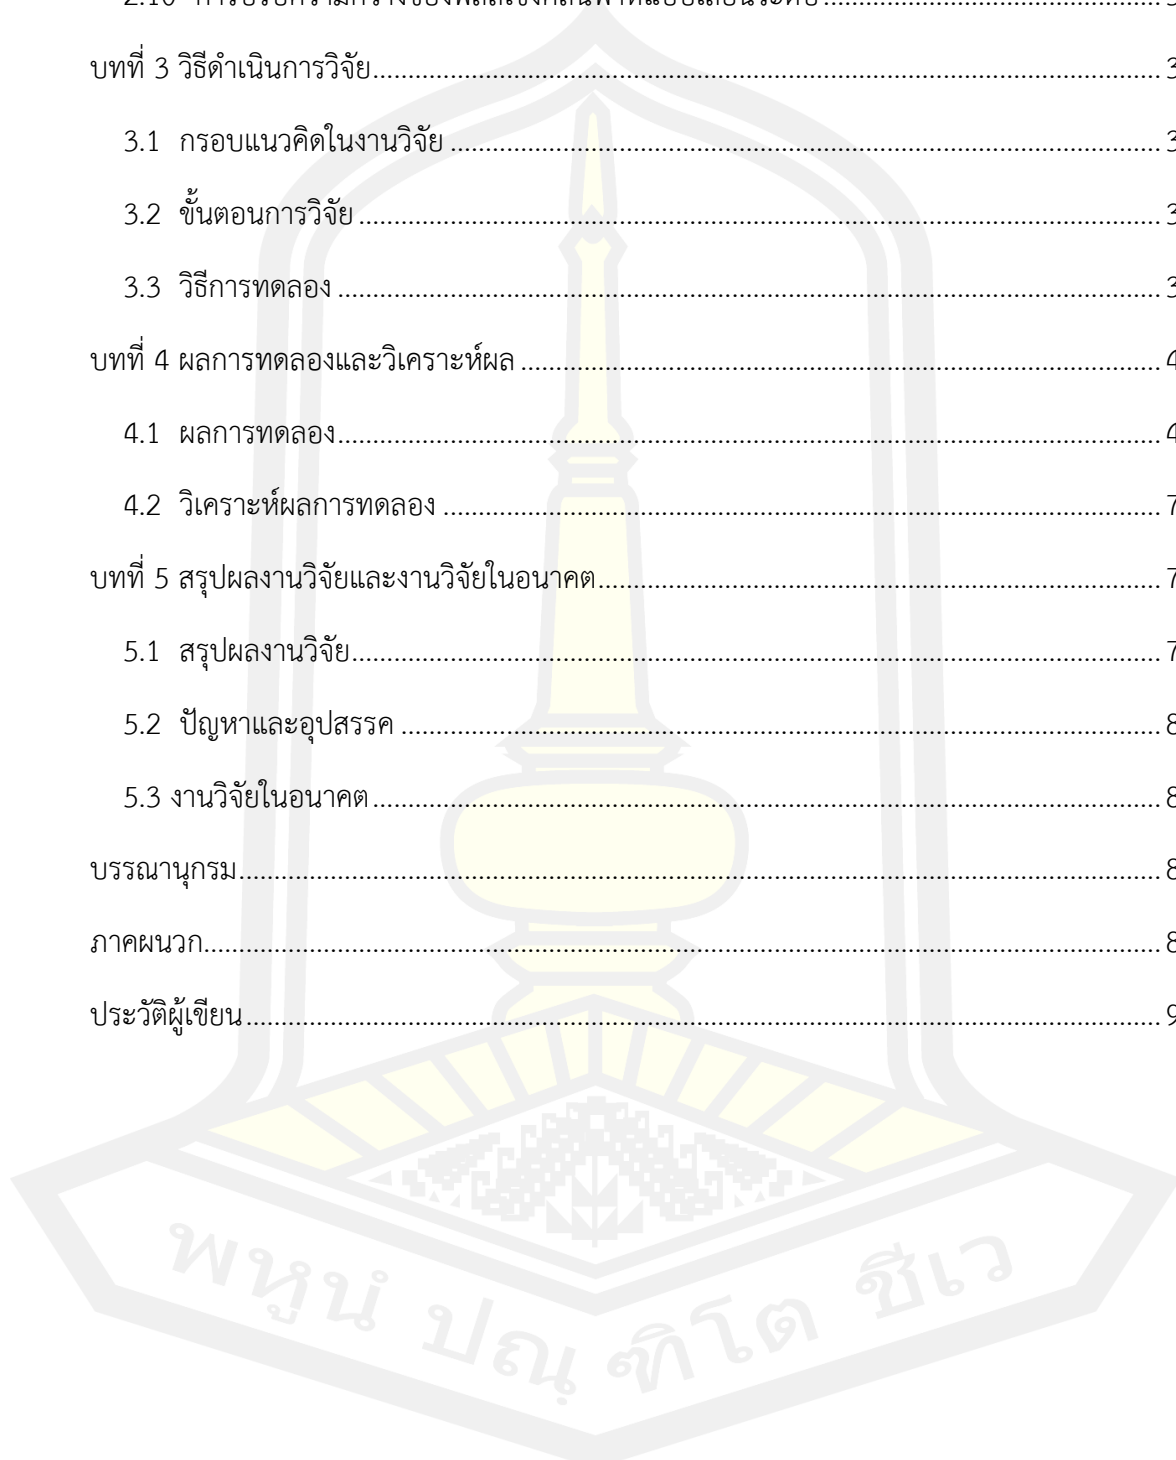 บทที่ 3 วิธีดำเนินการวิจัย
3.1 กรอบแนวคิดในงานวิจัย
3.2 ขั้นตอนการวิจัย
3.3 วิธีการทดลอง
บทที่ 4 ผลการทดลองและวิเคราะห์ผล
4.1 ผลการทดลอง
4.2 วิเคราะห์ผลการทดลอง
บทที่ 5 สรุปผลงานวิจัยและงานวิจัยในอนาคต
5.1 สรุปผลงานวิจัย
5.2 ปัญหาและอุปสรรค
5.3 งานวิจัยในอนาคต
บรรณานุกรม
ภาคผนวก
ประวัติผู้เขียน
พหูนํ ปณฺฑิโต ชีเว